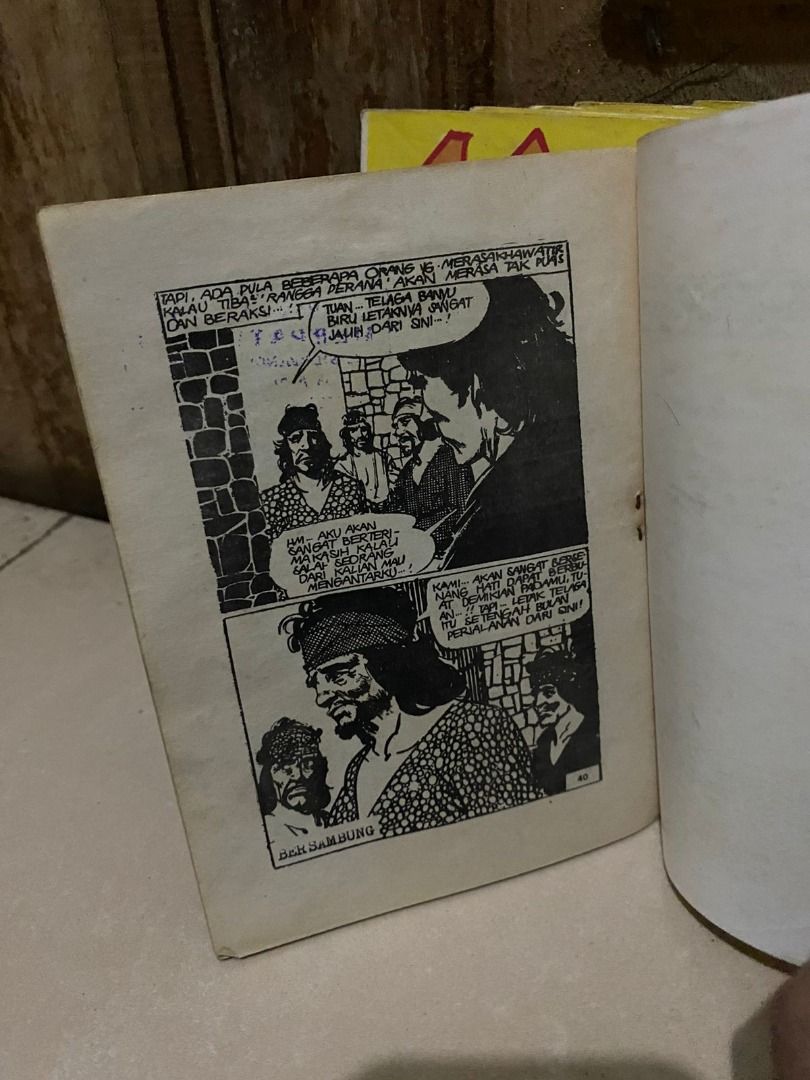 TAPI, ADA PULA BEBERAPA ORANG YG. MERASA KHAWATIR
KALAU TIBA² 'RANGGA PERANA' AKAN MERASA TAK PUAS
DAN BERAKSI...!
TUAN... TELAGA BANYU
BIRU LETAKNYA SANGAT
JAUH DARI SINI...!
HM... AKU AKAN
SANGAT BERTERI-
MA KASIH KALAU
SALAH SEORANG
DARI KALIAN MAU
MENGANTARKU...!
KAMI... AKAN SANGAT BERSE-
NANG HATI DAPAT BERBU-
AT DEMIKIAN PADAMU, TU-
AN...!! TAPI... LETAK TELAGA
ITU SETENGAH BULAN
PERJALANAN DARI SINI!
40
BERSAMBUNG